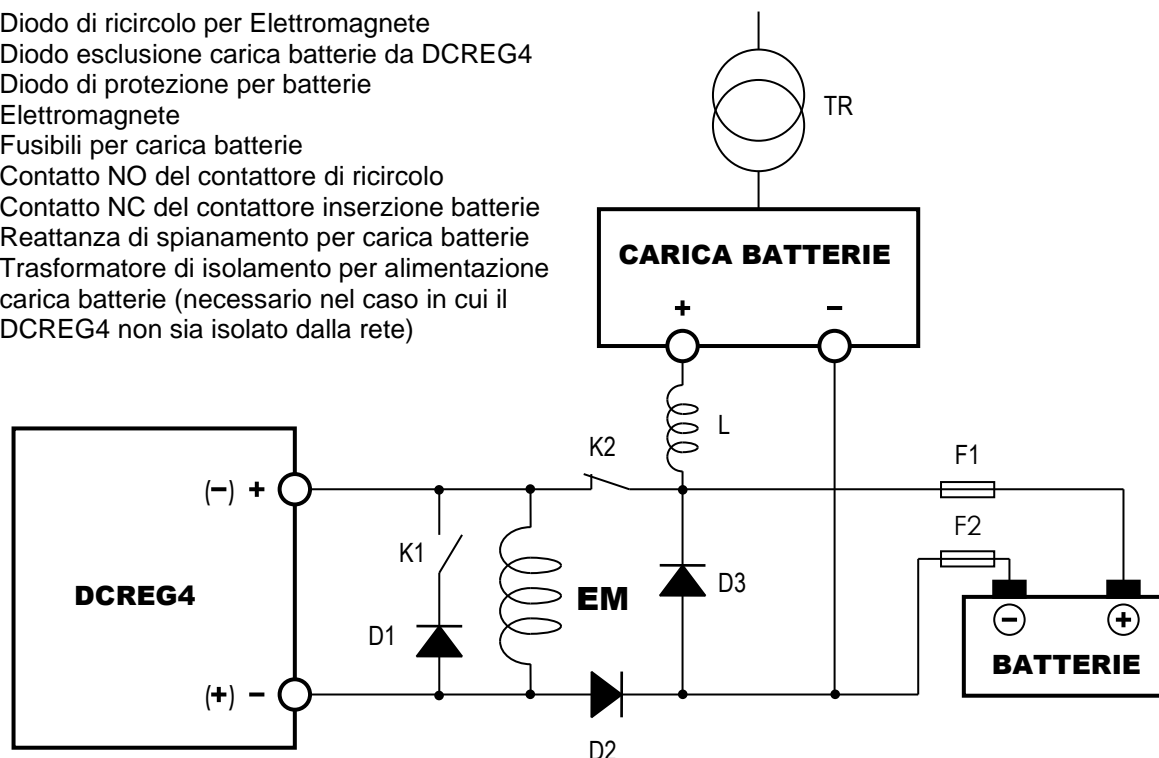 Diodo di ricircolo per Elettromagnete
Diodo esclusione carica batterie da DCREG4
Diodo di protezione per batterie
Elettromagnete
Fusibili per carica batterie
Contatto NO del contattore di ricircolo
Contatto NC del contattore inserzione batterie
Reattanza di spianamento per carica batterie
Trasformatore di isolamento per alimentazione
carica batterie (necessario nel caso in cui il
DCREG4 non sia isolato dalla rete)
TR
CARICA BATTERIE
+ −
L
K2
F1
(−) +
F2
K1
DCREG4
EM
D3
− +
D1
BATTERIE
(+) −
D2